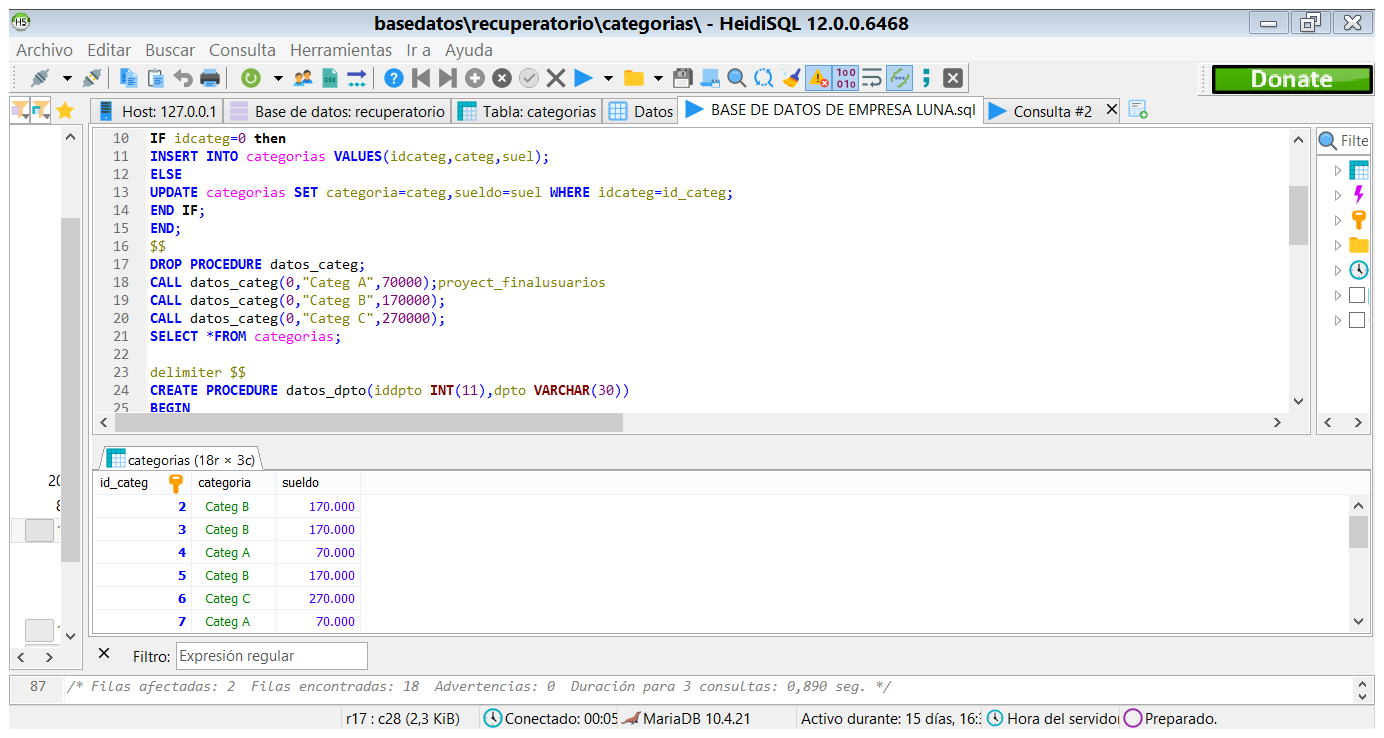 basedatos\recuperatorio\categorias\ - HeidiSQL 12.0.0.6468
Archivo Editar Buscar Consulta Herramientas Ir a Ayuda
Donate
Host: 127.0.0.1 Base de datos: recuperatorio Tabla: categorias Datos BASE DE DATOS DE EMPRESA LUNA.sql Consulta #2
Filte
10 IF idcateg=0 then
11 INSERT INTO categorias VALUES(idcateg,categ,suel);
12 ELSE
13 UPDATE categorias SET categoria=categ,sueldo=suel WHERE idcateg=id_categ;
14 END IF;
15 END;
16 $$
17 DROP PROCEDURE datos_categ;
18 CALL datos_categ(0,"Categ A",70000);proyect_finalusuarios
19 CALL datos_categ(0,"Categ B",170000);
20 CALL datos_categ(0,"Categ C",270000);
21 SELECT *FROM categorias;
22
23 delimiter $$
24 CREATE PROCEDURE datos_dpto(iddpto INT(11),dpto VARCHAR(30))
25 BEGIN
categorias (18r × 3c)
id_categ categoria sueldo
2 Categ B 170.000
3 Categ B 170.000
4 Categ A 70.000
5 Categ B 170.000
6 Categ C 270.000
7 Categ A 70.000
Filtro: Expresión regular
87 /* Filas afectadas: 2 Filas encontradas: 18 Advertencias: 0 Duración para 3 consultas: 0,890 seg. */
r17 : c28 (2,3 KiB) Conectado: 00:05 MariaDB 10.4.21 Activo durante: 15 días, 16: Hora del servidor Preparado.